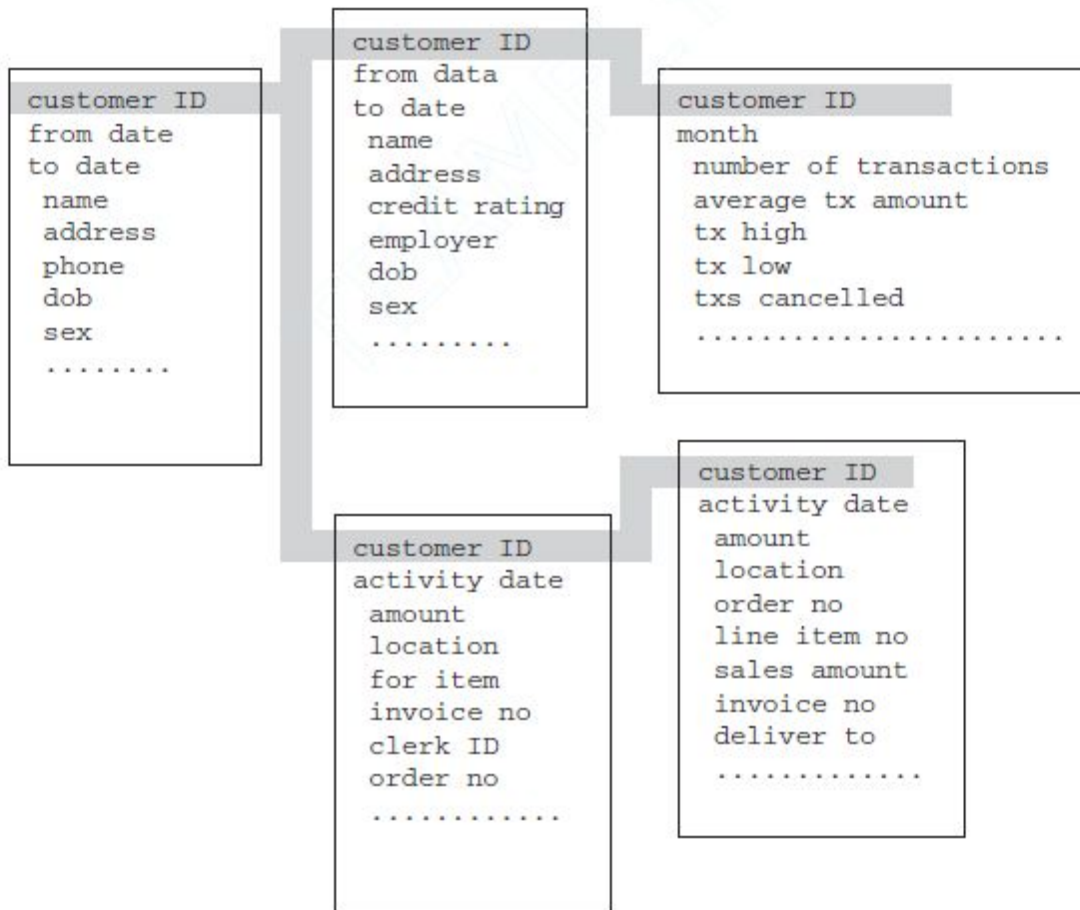 customer ID
from date
to date
name
address
phone
dob
sex
........
customer ID
from data
to date
name
address
credit rating
employer
dob
sex
.........
customer ID
month
number of transactions
average tx amount
tx high
tx low
txs cancelled
.......................
customer ID
activity date
amount
location
for item
invoice no
clerk ID
order no
............
customer ID
activity date
amount
location
order no
line item no
sales amount
invoice no
deliver to
.............